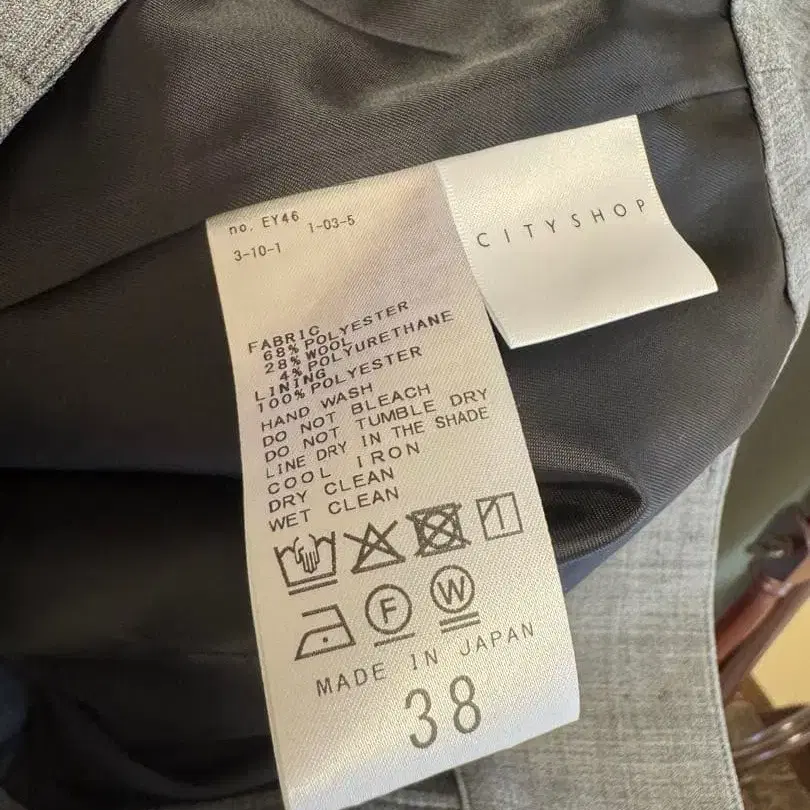 no. EY46
3-10-1 1-03-5
CITYSHOP
FABRIC
68% POLYESTER
28% WOOL
4% POLYURETHANE
LINING
100% POLYESTER
HAND WASH
DO NOT BLEACH
DO NOT TUMBLE DRY
LINE DRY IN THE SHADE
COOL IRON
DRY CLEAN
WET CLEAN
F W
MADE IN JAPAN
38